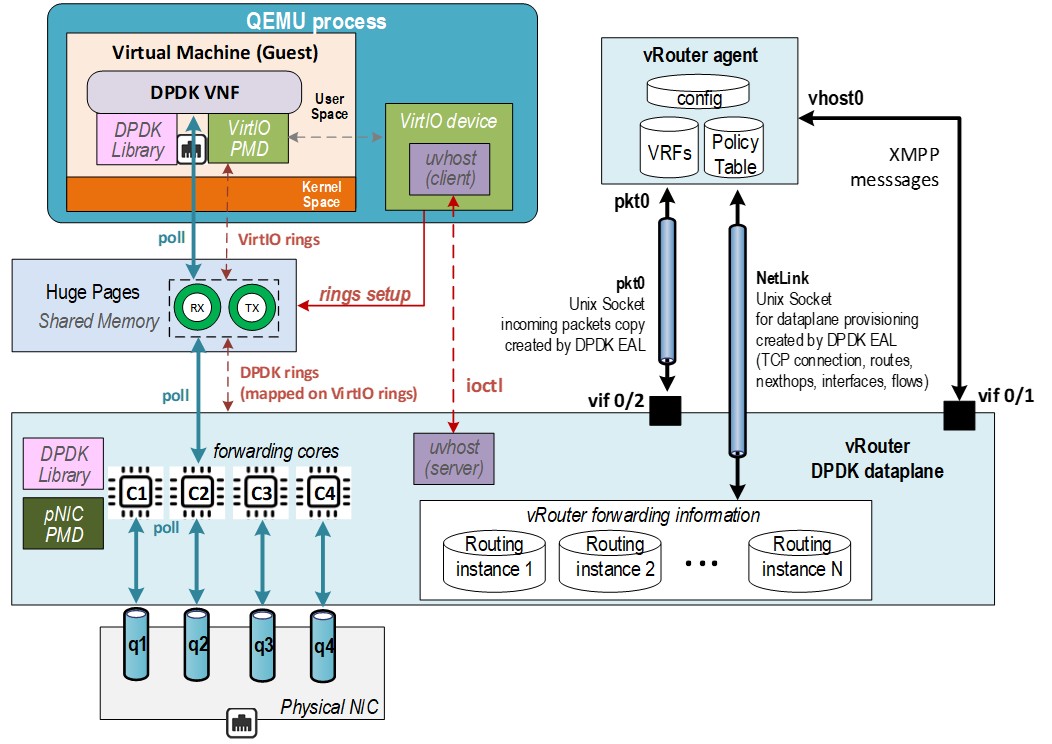 QEMU process
Virtual Machine (Guest)
DPDK VNF
DPDK
Library
VirtIO
PMD
User
Space
Kernel
Space
VirtIO device
uvhost
(client)
poll
VirtIO rings
rings setup
Huge Pages
Shared Memory
RX
TX
poll
DPDK rings
(mapped on VirtIO rings)
ioctl
vRouter agent
config
VRFs
Policy
Table
vhost0
XMPP
messsages
pkt0
pkt0
Unix Socket
incoming packets copy
created by DPDK EAL
NetLink
Unix Socket
for dataplane provisioning
created by DPDK EAL
(TCP connection, routes,
nexthops, interfaces, flows)
vif 0/2
vif 0/1
vRouter
DPDK dataplane
DPDK
Library
pNIC
PMD
forwarding cores
C1
C2
C3
C4
poll
uvhost
(server)
vRouter forwarding information
Routing
instance 1
Routing
instance 2
...
Routing
instance N
q1
q2
q3
q4
Physical NIC